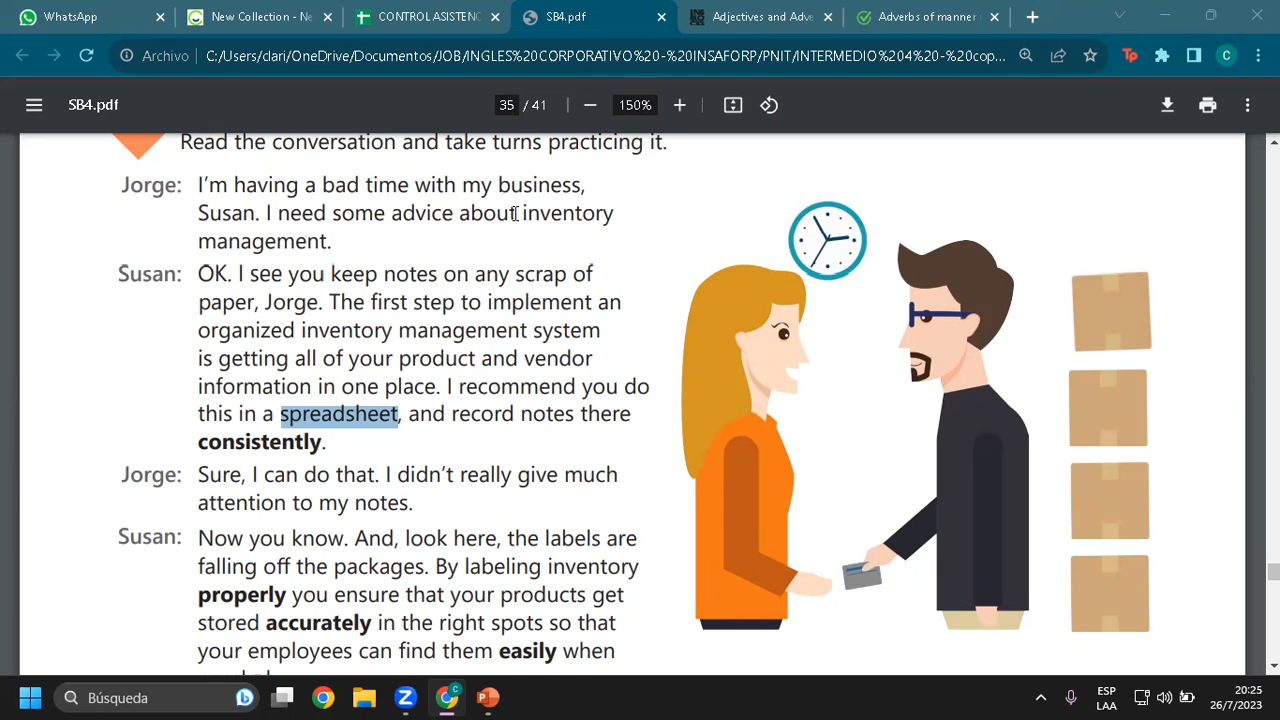 WhatsApp
New Collection - Ne
CONTROL ASISTENC
SB4.pdf
Adjectives and Adve
Adverbs of manner
Archivo
C:/Users/clari/OneDrive/Documentos/JOB/INGLES%20CORPORATIVO%20-%20INSAFORP/PNIT/INTERMEDIO%204%20-%20cop...
SB4.pdf
35 / 41
150%
Read the conversation and take turns practicing it.
Jorge: I'm having a bad time with my business,
Susan. I need some advice about inventory
management.
Susan: OK. I see you keep notes on any scrap of
paper, Jorge. The first step to implement an
organized inventory management system
is getting all of your product and vendor
information in one place. I recommend you do
this in a spreadsheet, and record notes there
consistently.
Jorge: Sure, I can do that. I didn't really give much
attention to my notes.
Susan: Now you know. And, look here, the labels are
falling off the packages. By labeling inventory
properly you ensure that your products get
stored accurately in the right spots so that
your employees can find them easily when
Búsqueda
ESP
LAA
20:25
26/7/2023